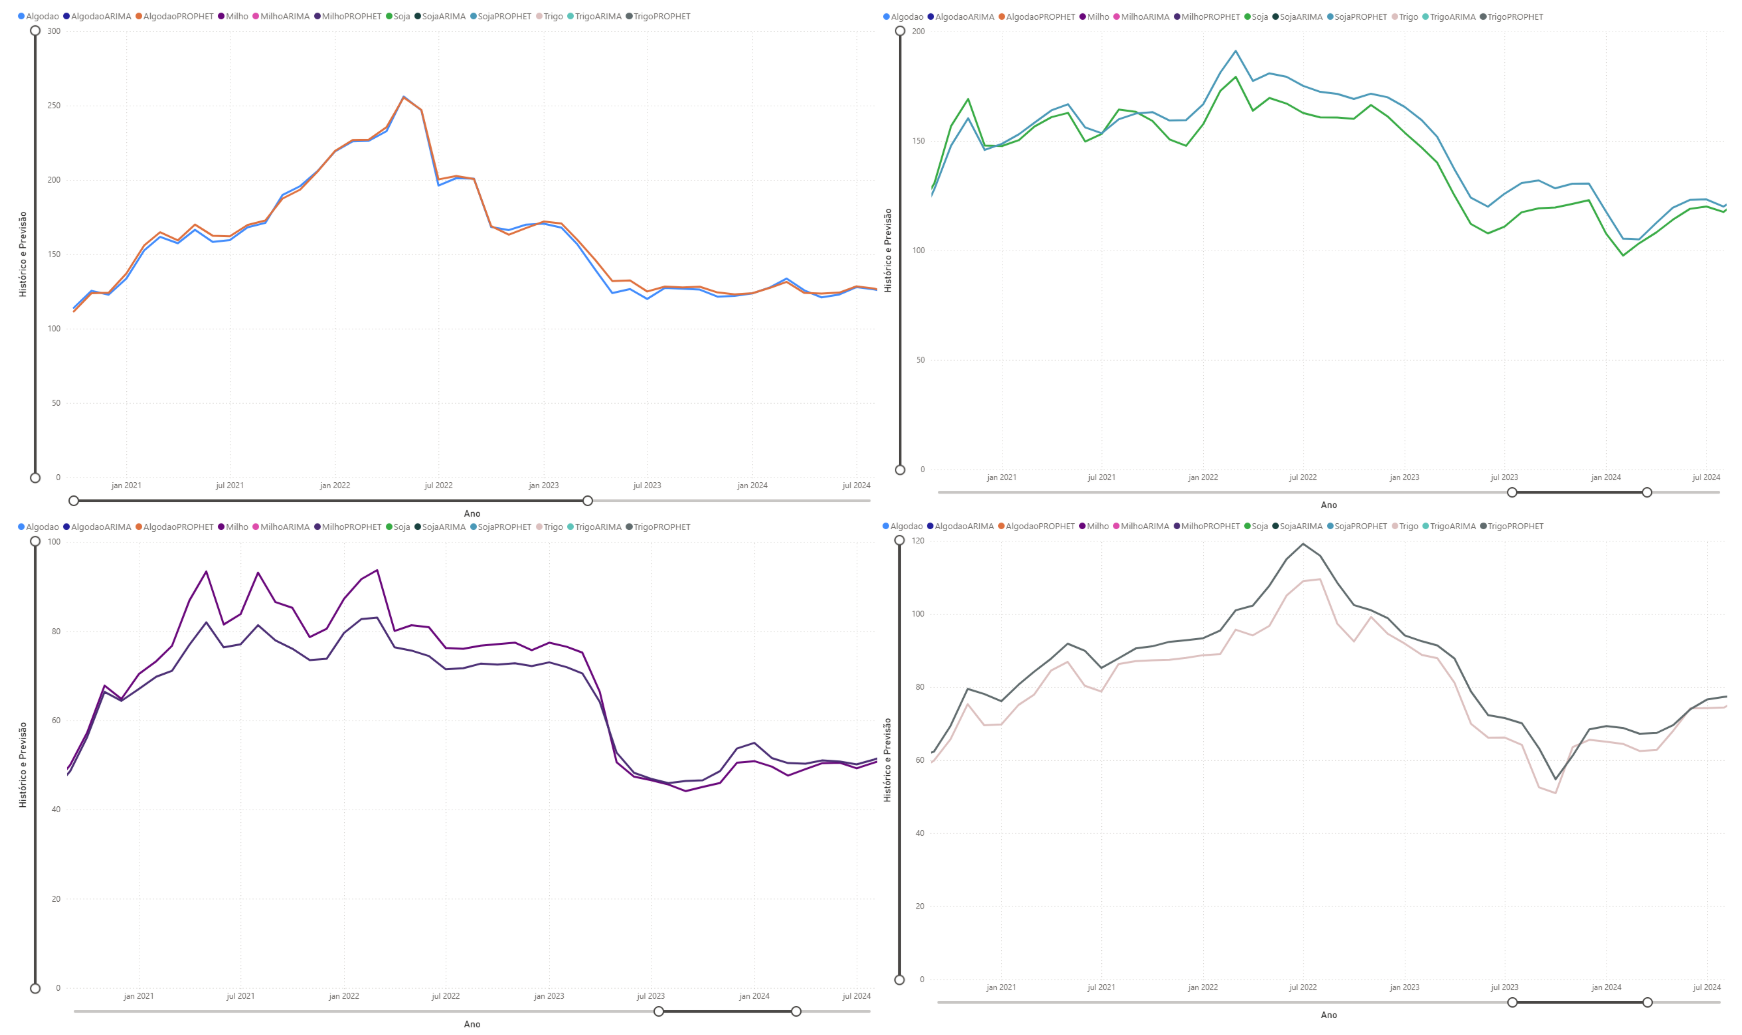 Algodao AlgodaoARIMA AlgodaoPROPHET Milho MilhoARIMA MilhoPROPHET Soja SojaARIMA SojaPROPHET Trigo TrigoARIMA TrigoPROPHET
300
250
200
150
100
50
0
Histórico e Previsão
jan 2021 jul 2021 jan 2022 jul 2022 jan 2023 jul 2023 jan 2024 jul 2024
Ano
Algodao AlgodaoARIMA AlgodaoPROPHET Milho MilhoARIMA MilhoPROPHET Soja SojaARIMA SojaPROPHET Trigo TrigoARIMA TrigoPROPHET
200
150
100
50
0
Histórico e Previsão
jan 2021 jul 2021 jan 2022 jul 2022 jan 2023 jul 2023 jan 2024 jul 2024
Ano
Algodao AlgodaoARIMA AlgodaoPROPHET Milho MilhoARIMA MilhoPROPHET Soja SojaARIMA SojaPROPHET Trigo TrigoARIMA TrigoPROPHET
100
80
60
40
20
0
Histórico e Previsão
jan 2021 jul 2021 jan 2022 jul 2022 jan 2023 jul 2023 jan 2024 jul 2024
Ano
Algodao AlgodaoARIMA AlgodaoPROPHET Milho MilhoARIMA MilhoPROPHET Soja SojaARIMA SojaPROPHET Trigo TrigoARIMA TrigoPROPHET
120
100
80
60
40
20
0
Histórico e Previsão
jan 2021 jul 2021 jan 2022 jul 2022 jan 2023 jul 2023 jan 2024 jul 2024
Ano